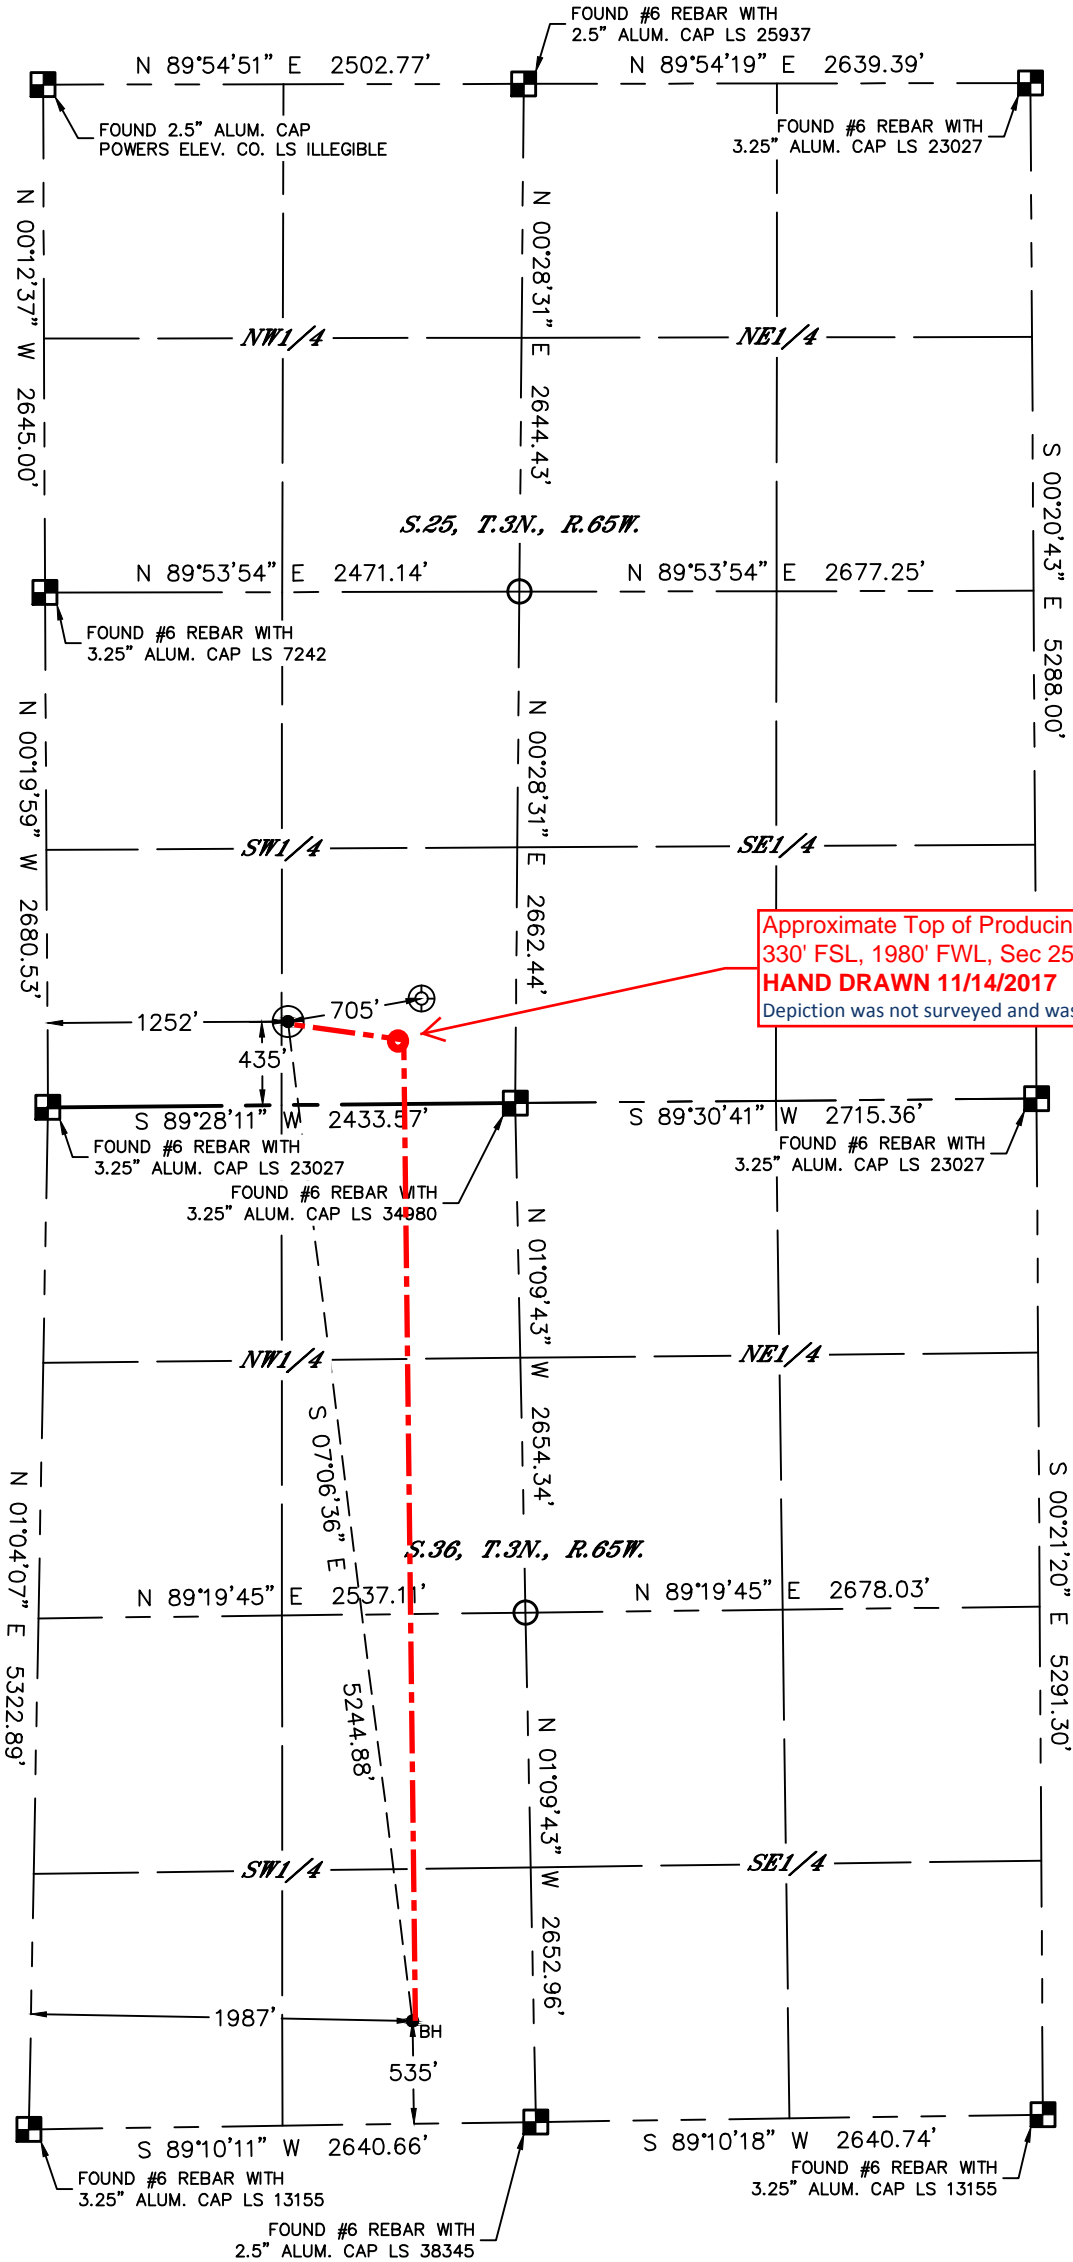 FOUND #6 REBAR WITH
2.5" ALUM. CAP LS 25937
N 89°54'51" E 2502.77'
N 89°54'19" E 2639.39'
FOUND 2.5" ALUM. CAP
POWERS ELEV. CO. LS ILLEGIBLE
FOUND #6 REBAR WITH
3.25" ALUM. CAP LS 23027
N 00°12'37" W 2645.00'
N 00°28'31" E 2644.43'
NW1/4
NE1/4
S 00°20'43" E 5288.00'
S.25, T.3N., R.65W.
N 89°53'54" E 2471.14'
N 89°53'54" E 2677.25'
FOUND #6 REBAR WITH
3.25" ALUM. CAP LS 7242
N 00°19'59" W 2680.53'
N 00°28'31" E 2662.44'
SW1/4
SE1/4
Approximate Top of Producin
330' FSL, 1980' FWL, Sec 25
HAND DRAWN 11/14/2017
Depiction was not surveyed and was
705'
1252'
435'
S 89°28'11" W 2433.57'
S 89°30'41" W 2715.36'
FOUND #6 REBAR WITH
3.25" ALUM. CAP LS 23027
FOUND #6 REBAR WITH
3.25" ALUM. CAP LS 23027
FOUND #6 REBAR WITH
3.25" ALUM. CAP LS 34980
N 01°09'43" W 2654.34'
NW1/4
NE1/4
S 07°06'36" E 5244.88'
N 01°04'07" E 5322.89'
S 00°21'20" E 5291.30'
S.36, T.3N., R.65W.
N 89°19'45" E 2537.11'
N 89°19'45" E 2678.03'
N 01°09'43" W 2652.96'
SW1/4
SE1/4
1987'
BH
535'
S 89°10'11" W 2640.66'
S 89°10'18" W 2640.74'
FOUND #6 REBAR WITH
3.25" ALUM. CAP LS 13155
FOUND #6 REBAR WITH
3.25" ALUM. CAP LS 13155
FOUND #6 REBAR WITH
2.5" ALUM. CAP LS 38345